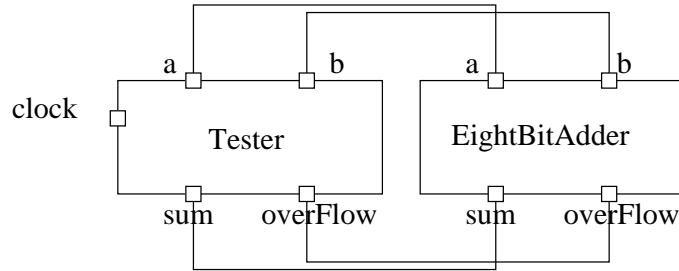 a b a b
clock
Tester EightBitAdder
sum overFlow sum overFlow